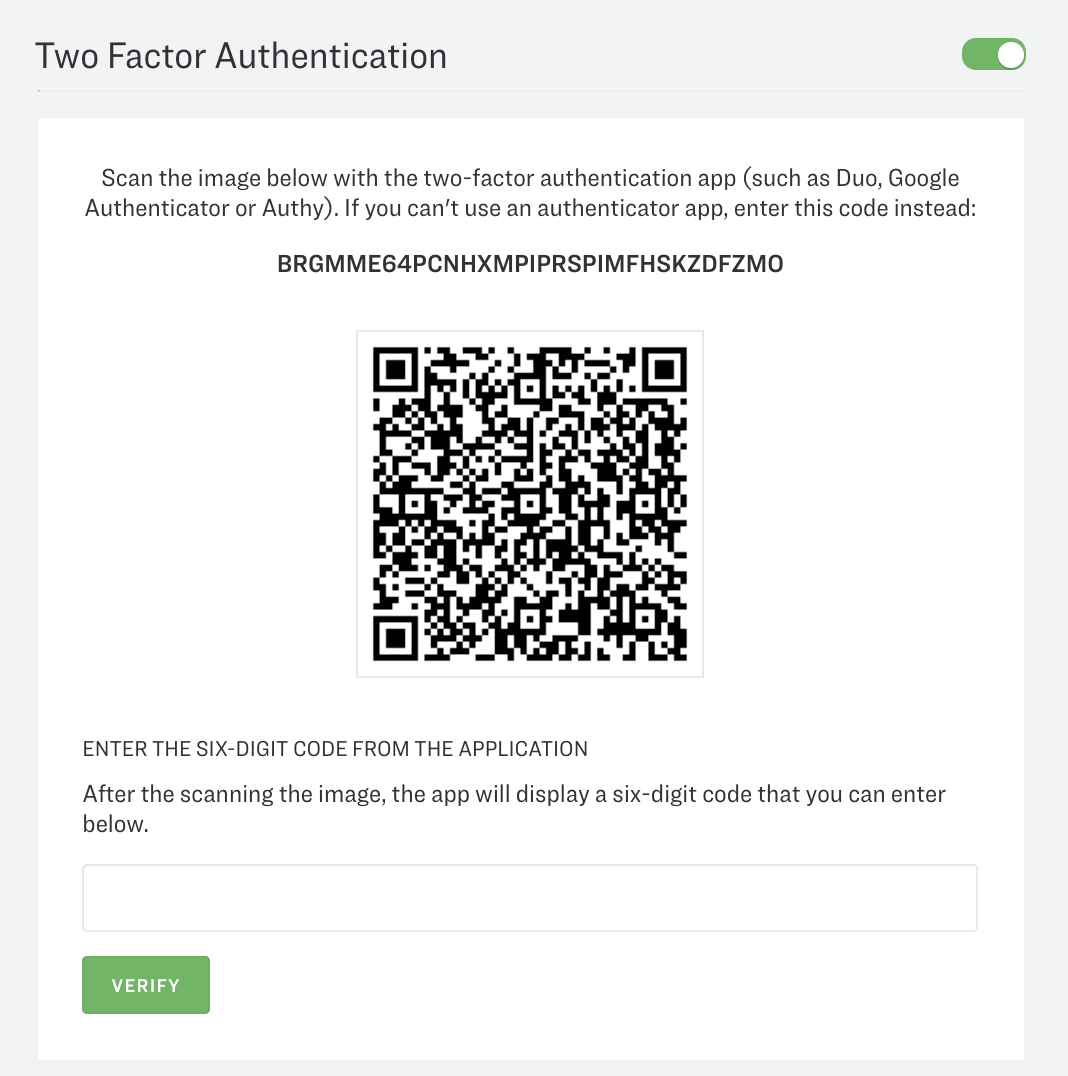 Two Factor Authentication
Scan the image below with the two-factor authentication app (such as Duo, Google
Authenticator or Authy). If you can't use an authenticator app, enter this code instead:
BRGMME64PCNHXMPIPRSPIMFHSKZDFZMO
ENTER THE SIX-DIGIT CODE FROM THE APPLICATION
After the scanning the image, the app will display a six-digit code that you can enter
below.
VERIFY